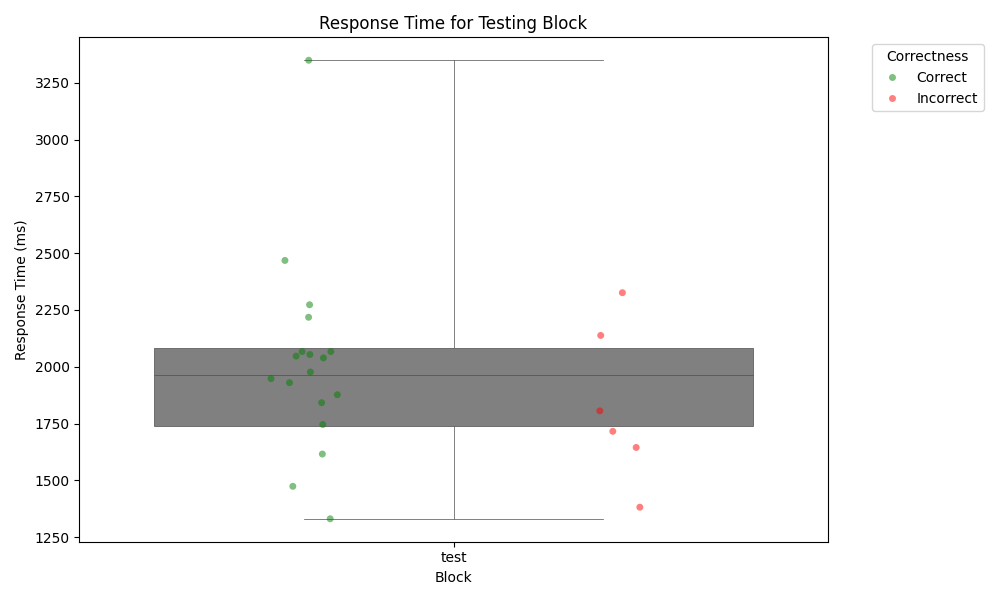 Response Time for Testing Block
Correctness
Correct
Incorrect
Response Time (ms)
3250
3000
2750
2500
2250
2000
1750
1500
1250
test
Block